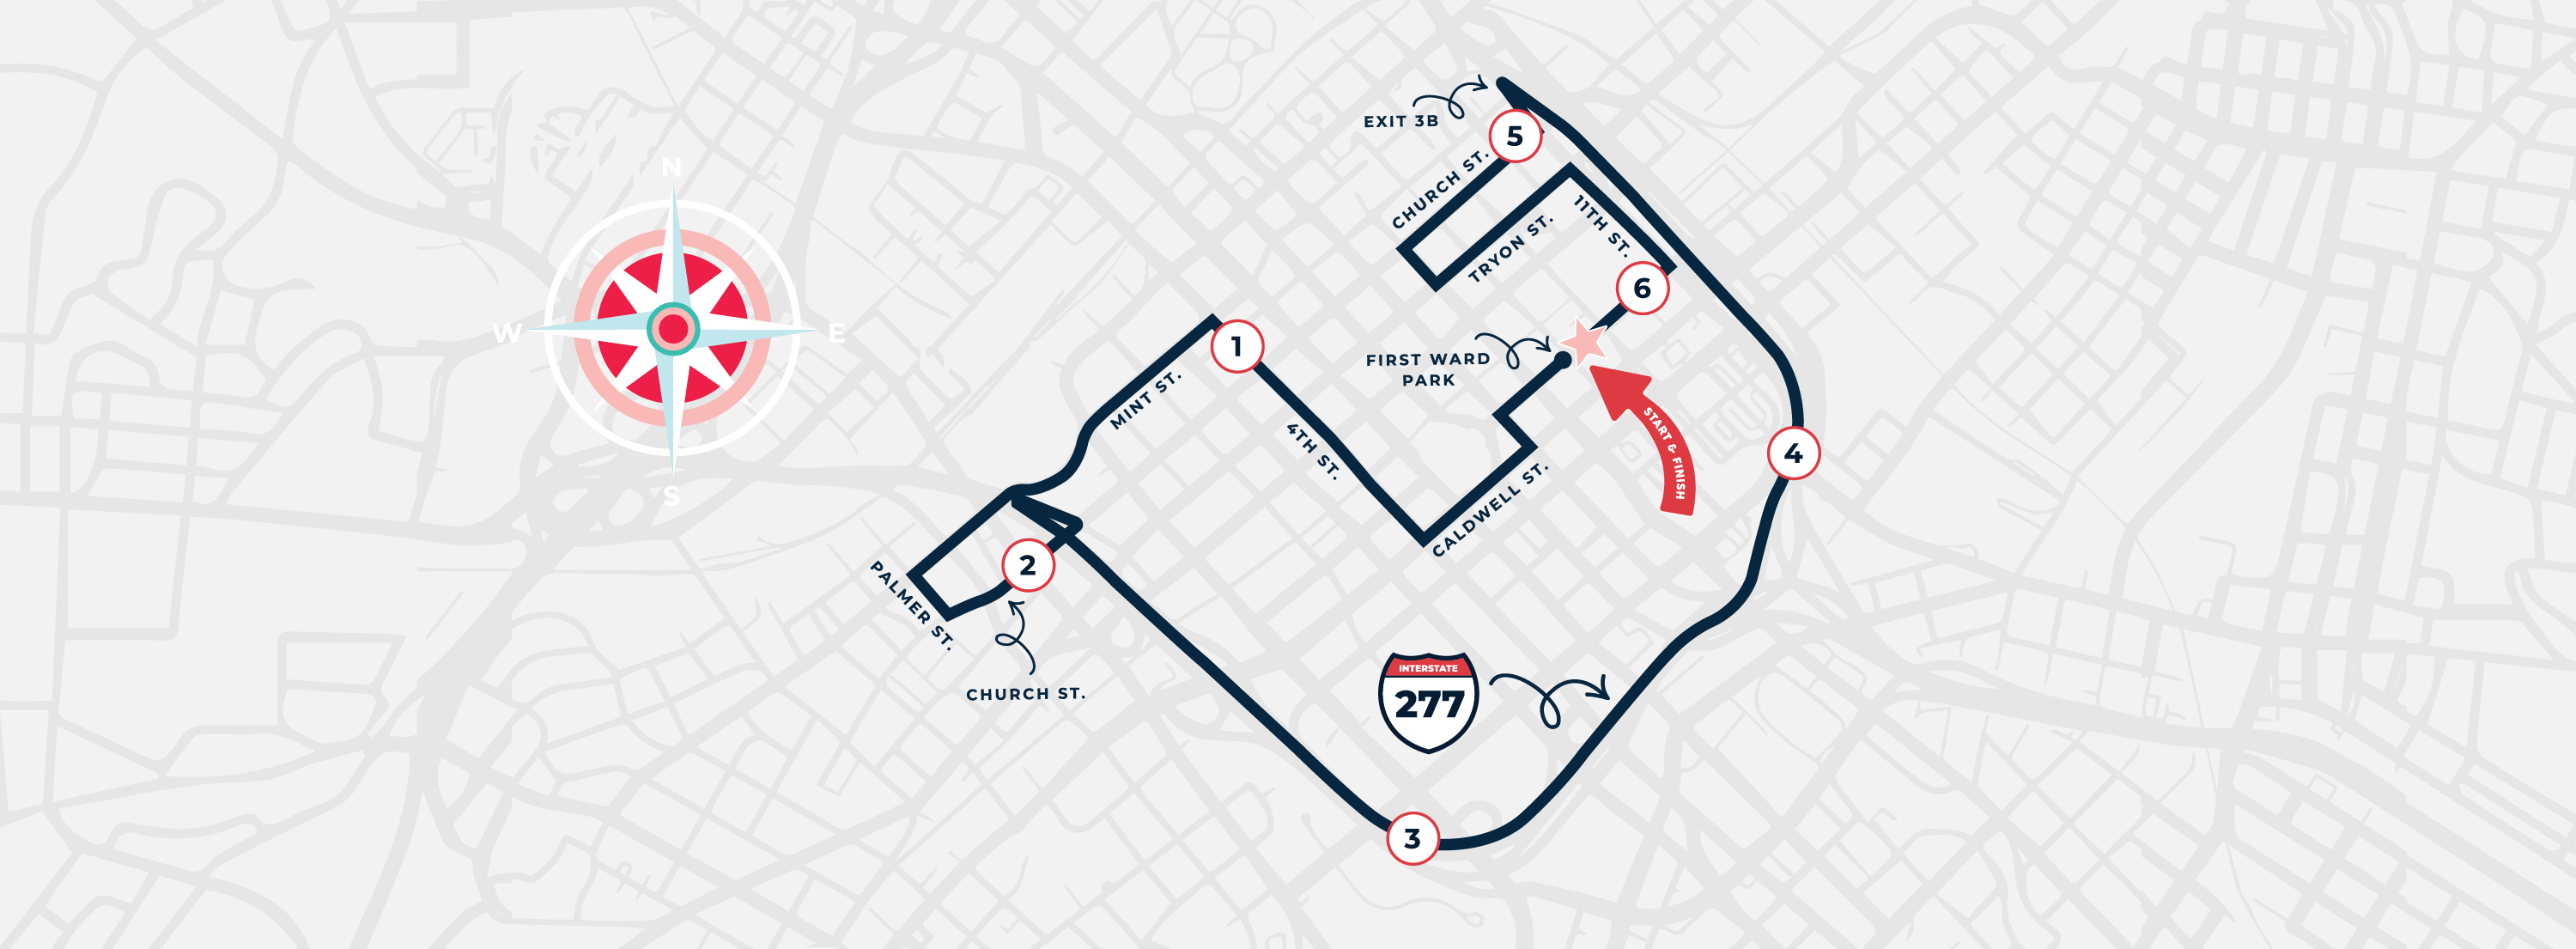 N
W
E
S
EXIT 3B
5
CHURCH ST.
TRYON ST.
11TH ST.
6
FIRST WARD
PARK
START & FINISH
1
MINT ST.
4TH ST.
CALDWELL ST.
4
2
PALMER ST.
CHURCH ST.
INTERSTATE
277
3